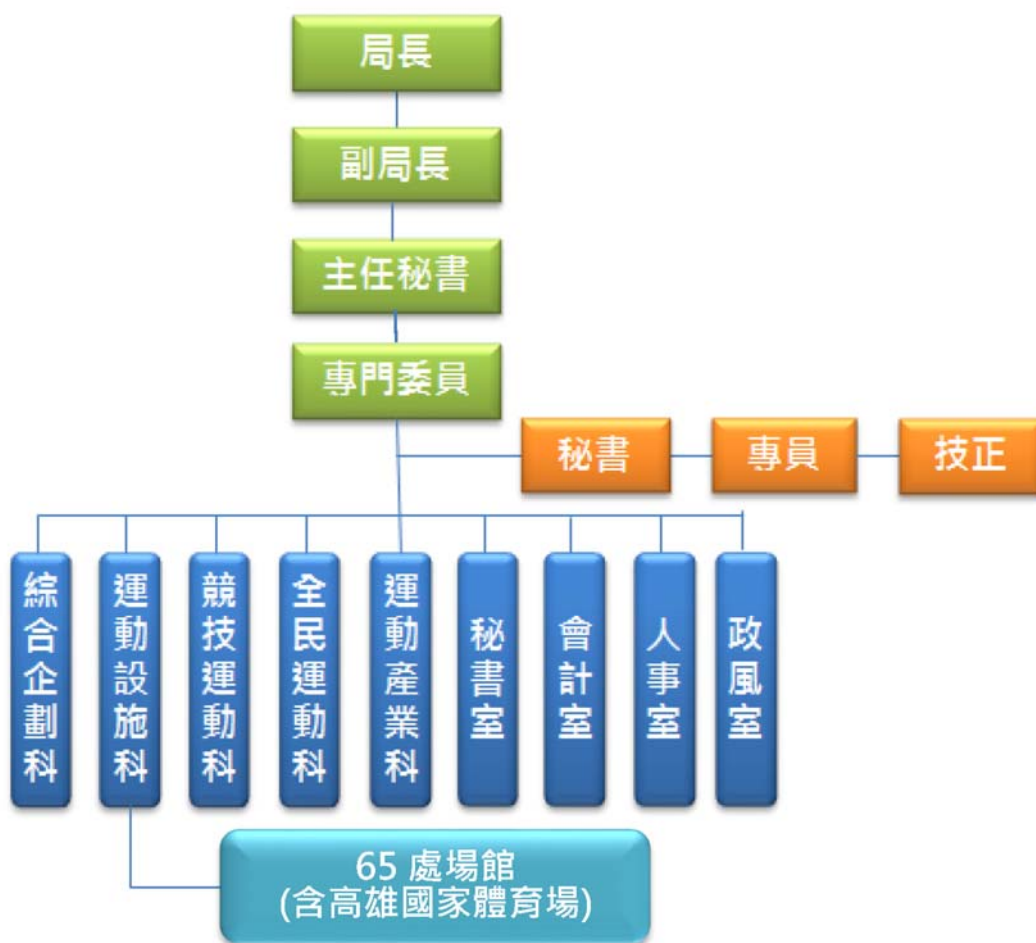 局長
副局長
主任秘書
專門委員
秘書
專員
技正
綜合企劃科
運動設施科
競技運動科
全民運動科
運動產業科
秘書室
會計室
人事室
政風室
65 處場館
(含高雄國家體育場)